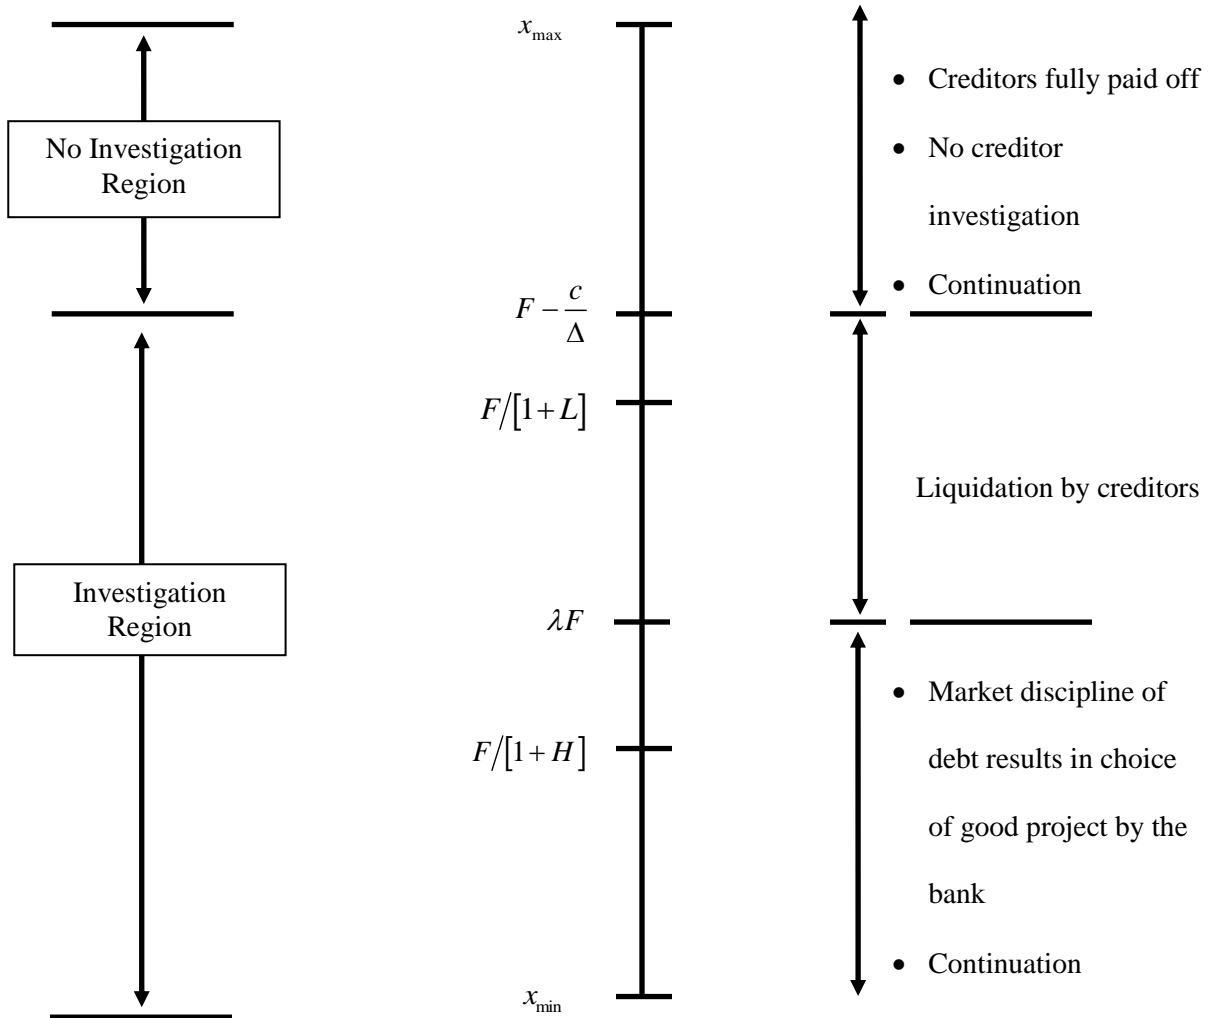 x_max
• Creditors fully paid off
No Investigation
Region
• No creditor
investigation
• Continuation
F − c/Δ
F/[1+L]
Liquidation by creditors
Investigation
Region
λF
• Market discipline of
debt results in choice
of good project by the
bank
F/[1+H]
• Continuation
x_min